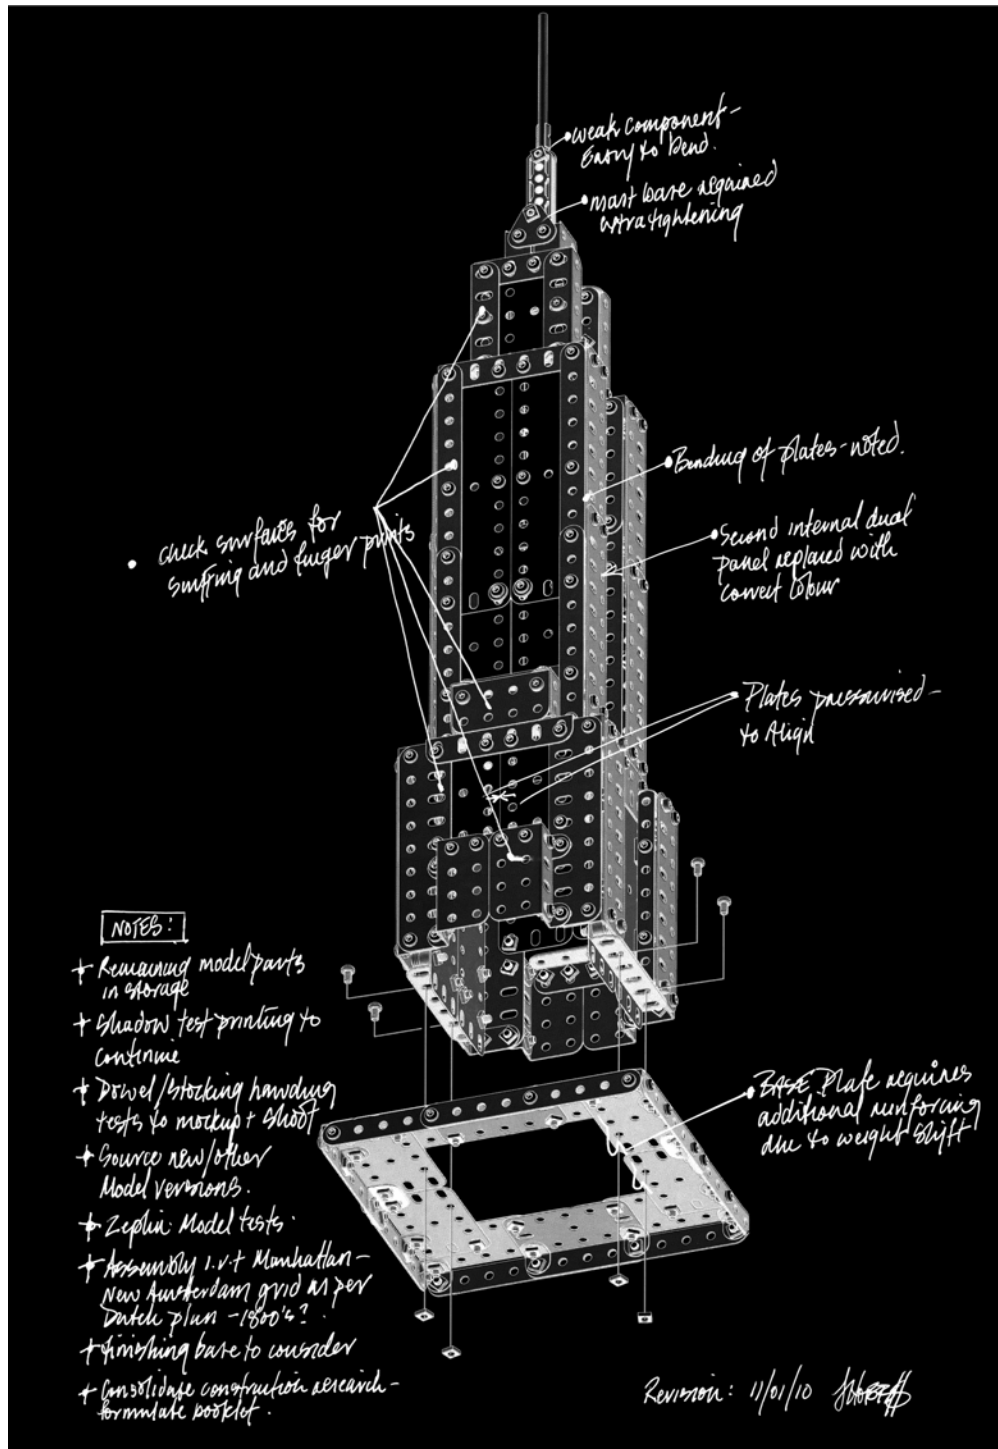 weak component -
Easy to bend.
mast base required
extra tightening
Bending of plates - noted.
check surfaces for
and finger prints
Second internal dual
panel replaced with
correct colour
Plates pressurised -
to Align
NOTES:
+ Remaining model parts
in storage
+ Shadow test printing to
continue
+ Dowel/stocking handling
tests to mockup + shoot
+ Source new/other
Model versions.
+ Zeplin: Model tests.
+ Assembly i.r.t Manhattan -
New Amsterdam grid as per
Dutch plan - 1800's?
+ finishing base to consider
+ Consolidate construction research -
formulate booklet.
BASE Plate requires
additional reinforcing
due to weight shift
Revision: 11/01/10